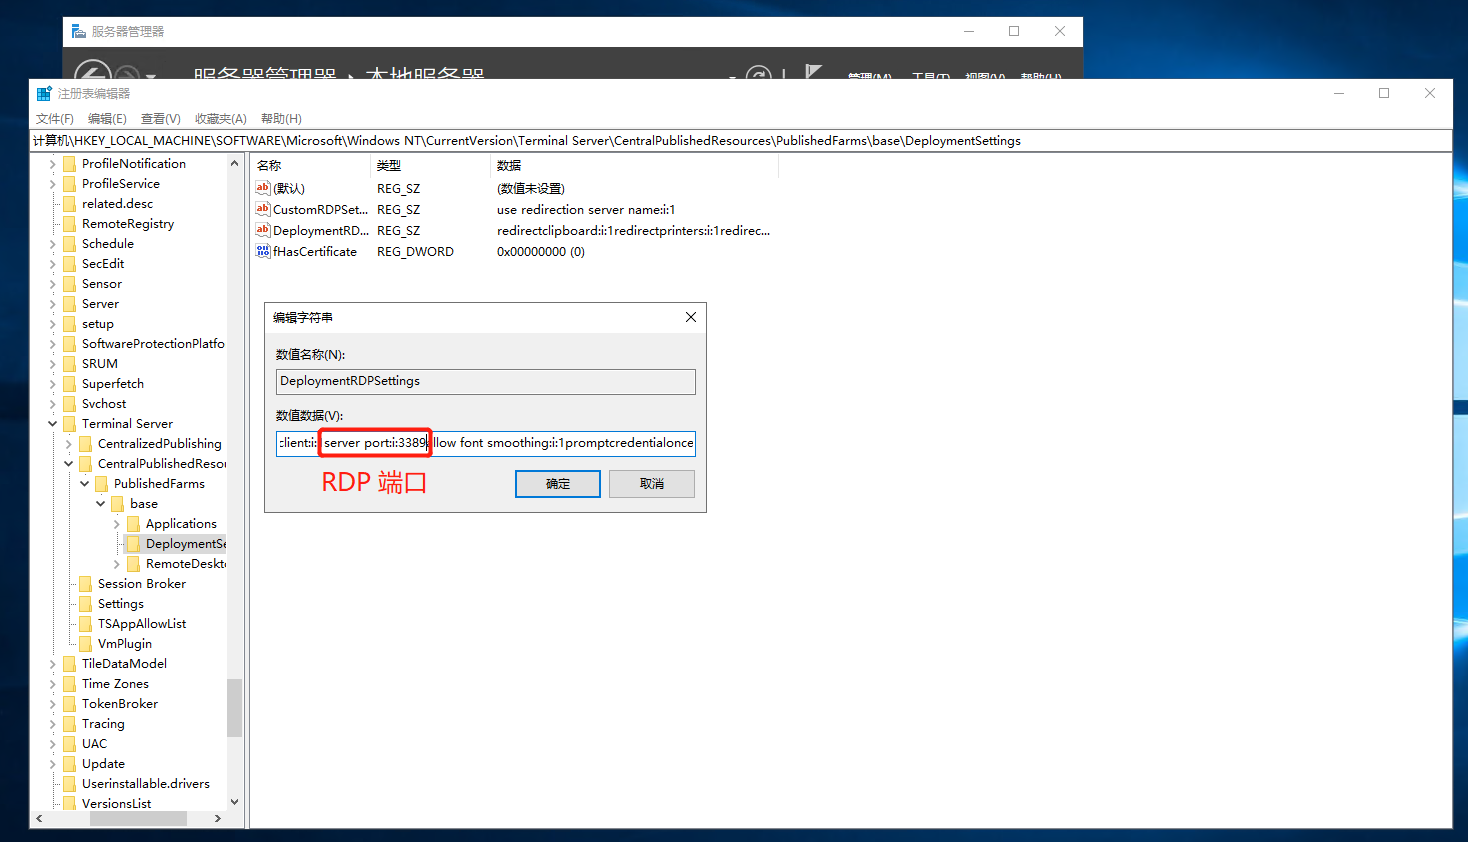 服务器管理器
服务器管理器 · 本地服务器
管理(M) 工具(T) 视图(V) 帮助(H)
注册表编辑器
文件(F) 编辑(E) 查看(V) 收藏夹(A) 帮助(H)
计算机\HKEY_LOCAL_MACHINE\SOFTWARE\Microsoft\Windows NT\CurrentVersion\Terminal Server\CentralPublishedResources\PublishedFarms\base\DeploymentSettings
ProfileNotification
ProfileService
related.desc
RemoteRegistry
Schedule
SecEdit
Sensor
Server
setup
SoftwareProtectionPlatfo
SRUM
Superfetch
Svchost
Terminal Server
CentralizedPublishing
CentralPublishedResou
PublishedFarms
base
Applications
DeploymentSe
RemoteDeskto
Session Broker
Settings
TSAppAllowList
VmPlugin
TileDataModel
Time Zones
TokenBroker
Tracing
UAC
Update
Userinstallable.drivers
VersionsList
名称 类型 数据
(默认) REG_SZ (数值未设置)
CustomRDPSet... REG_SZ use redirection server name:i:1
DeploymentRD... REG_SZ redirectclipboard:i:1redirectprinters:i:1redirec...
fHasCertificate REG_DWORD 0x00000000 (0)
编辑字符串
数值名称(N):
DeploymentRDPSettings
数值数据(V):
client:i: server port:i:3389allow font smoothing:i:1promptcredentialonce
RDP 端口
确定 取消